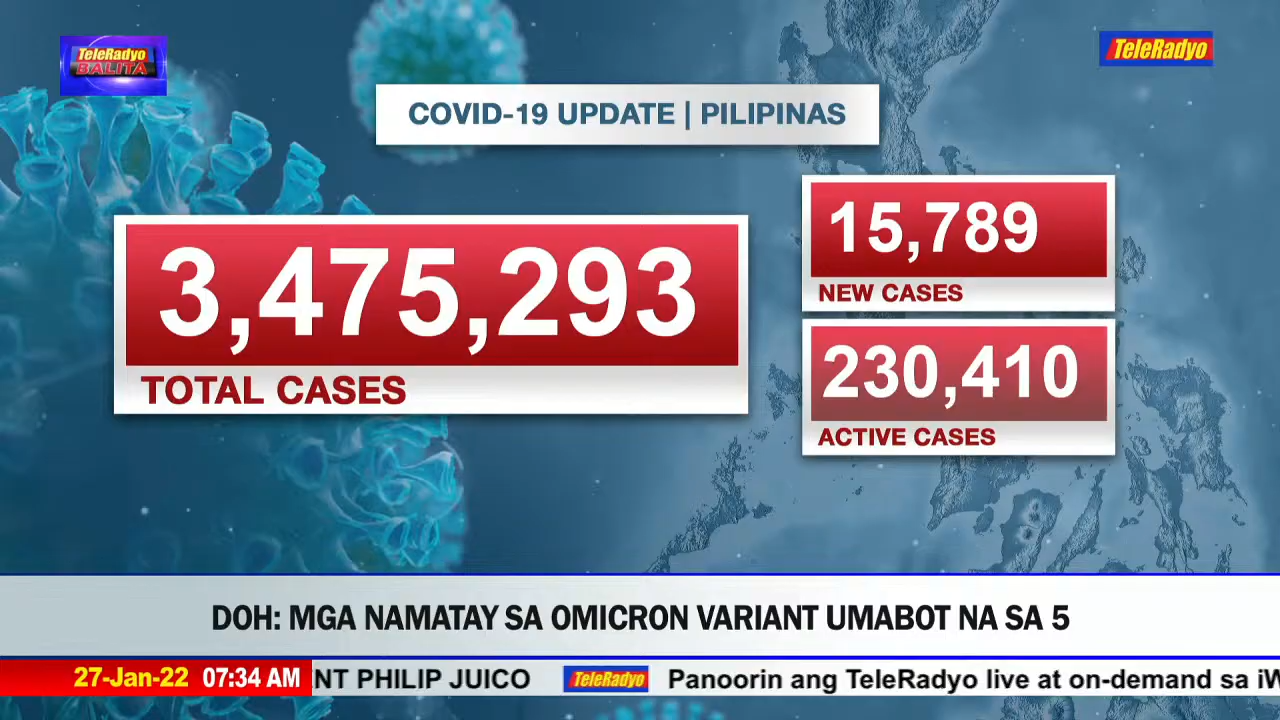 TeleRadyo
BALITA
TeleRadyo
COVID-19 UPDATE | PILIPINAS
3,475,293
TOTAL CASES
15,789
NEW CASES
230,410
ACTIVE CASES
DOH: MGA NAMATAY SA OMICRON VARIANT UMABOT NA SA 5
27-Jan-22 07:34 AM NT PHILIP JUICO TeleRadyo Panoorin ang TeleRadyo live at on-demand sa iW